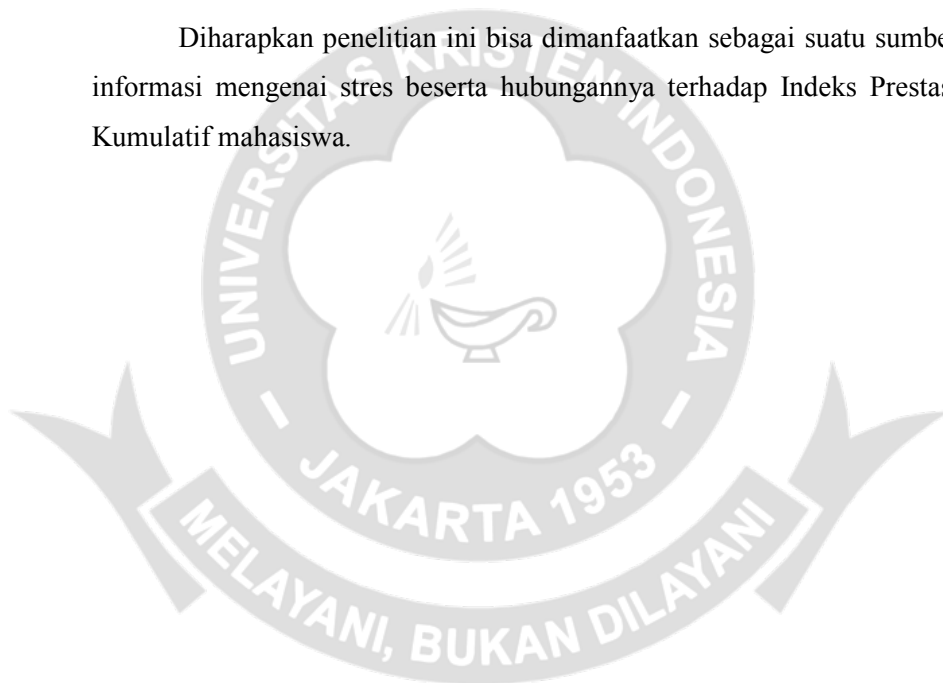 Diharapkan penelitian ini bisa dimanfaatkan sebagai suatu sumbe
informasi mengenai stres beserta hubungannya terhadap Indeks Prestas
Kumulatif mahasiswa.
UNIVERSITAS KRISTEN INDONESIA
JAKARTA 1953
MELAYANI, BUKAN DILAYANI